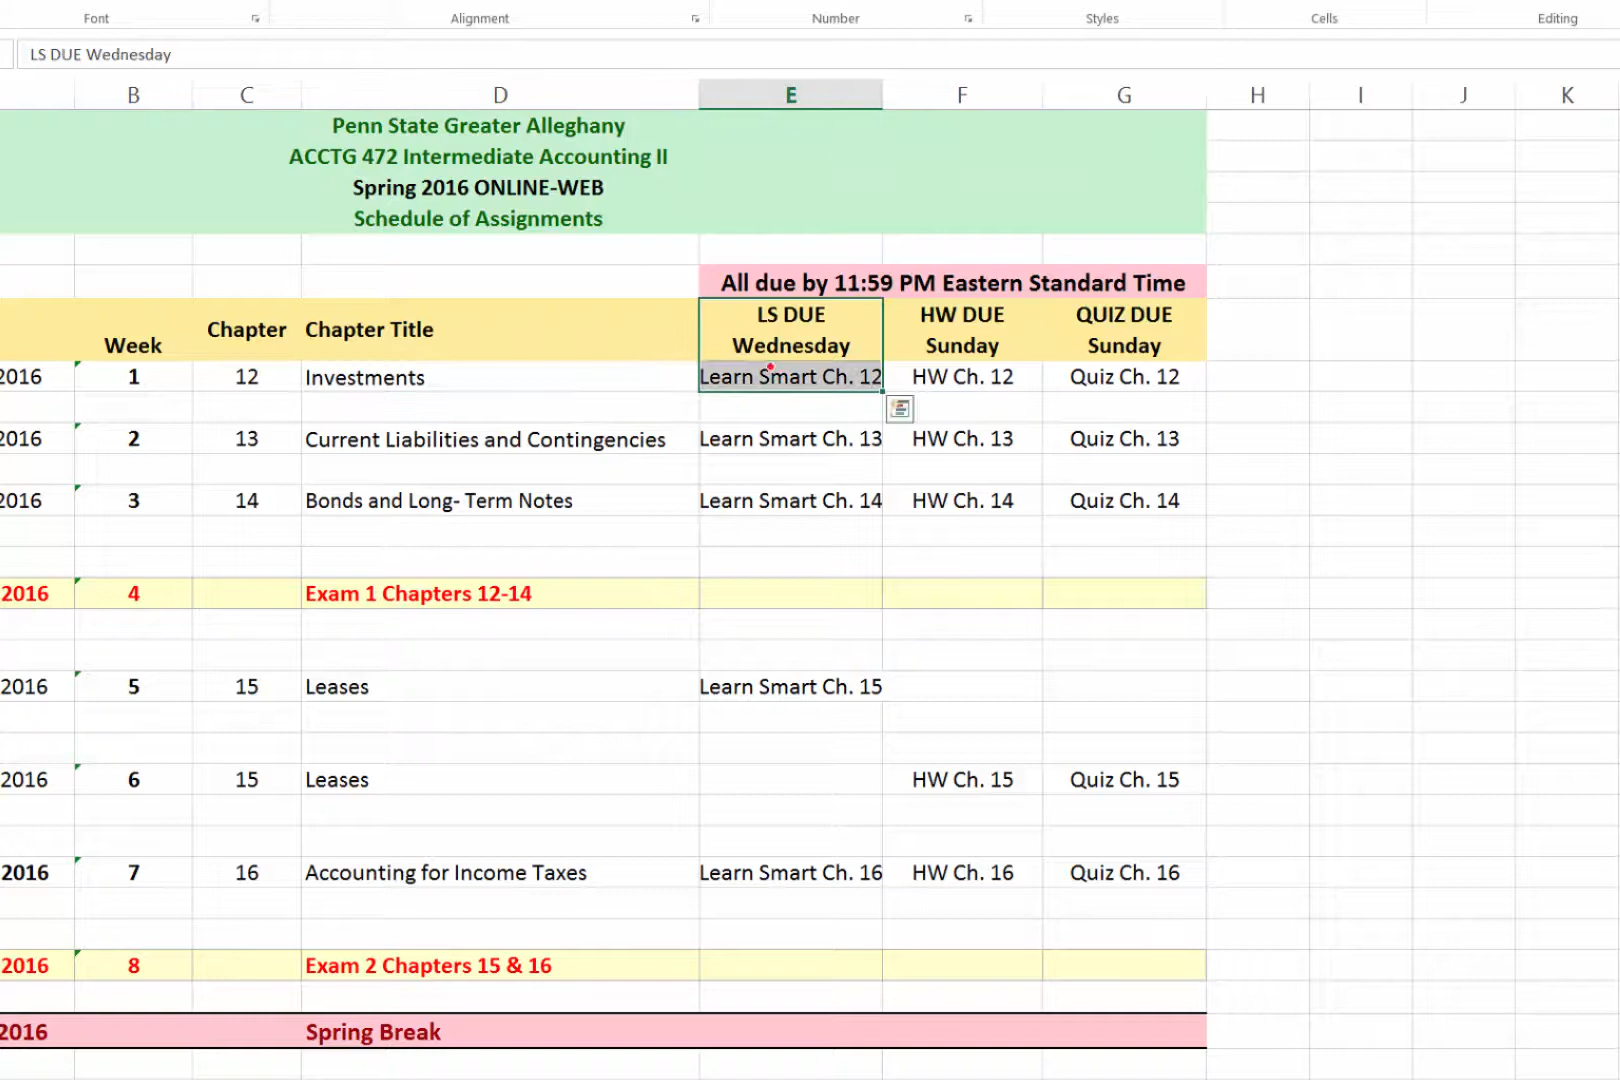 Font Alignment Number Styles Cells Editing
LS DUE Wednesday
B C D E F G H I J K
Penn State Greater Alleghany
ACCTG 472 Intermediate Accounting II
Spring 2016 ONLINE-WEB
Schedule of Assignments
All due by 11:59 PM Eastern Standard Time
Week Chapter Chapter Title LS DUE Wednesday HW DUE Sunday QUIZ DUE Sunday
2016 1 12 Investments Learn Smart Ch. 12 HW Ch. 12 Quiz Ch. 12
2016 2 13 Current Liabilities and Contingencies Learn Smart Ch. 13 HW Ch. 13 Quiz Ch. 13
2016 3 14 Bonds and Long- Term Notes Learn Smart Ch. 14 HW Ch. 14 Quiz Ch. 14
2016 4 Exam 1 Chapters 12-14
2016 5 15 Leases Learn Smart Ch. 15
2016 6 15 Leases HW Ch. 15 Quiz Ch. 15
2016 7 16 Accounting for Income Taxes Learn Smart Ch. 16 HW Ch. 16 Quiz Ch. 16
2016 8 Exam 2 Chapters 15 & 16
2016 Spring Break